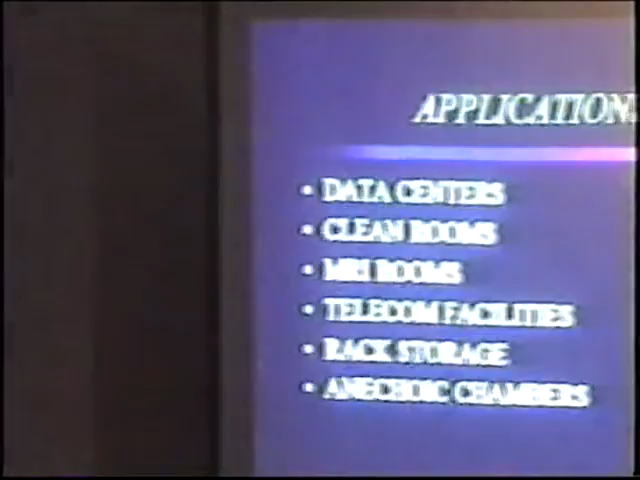 APPLICATION
• DATA CENTERS
• CLEAN ROOMS
• MRI ROOMS
• TELECOM FACILITIES
• RACK STORAGE
• ANECHOIC CHAMBERS